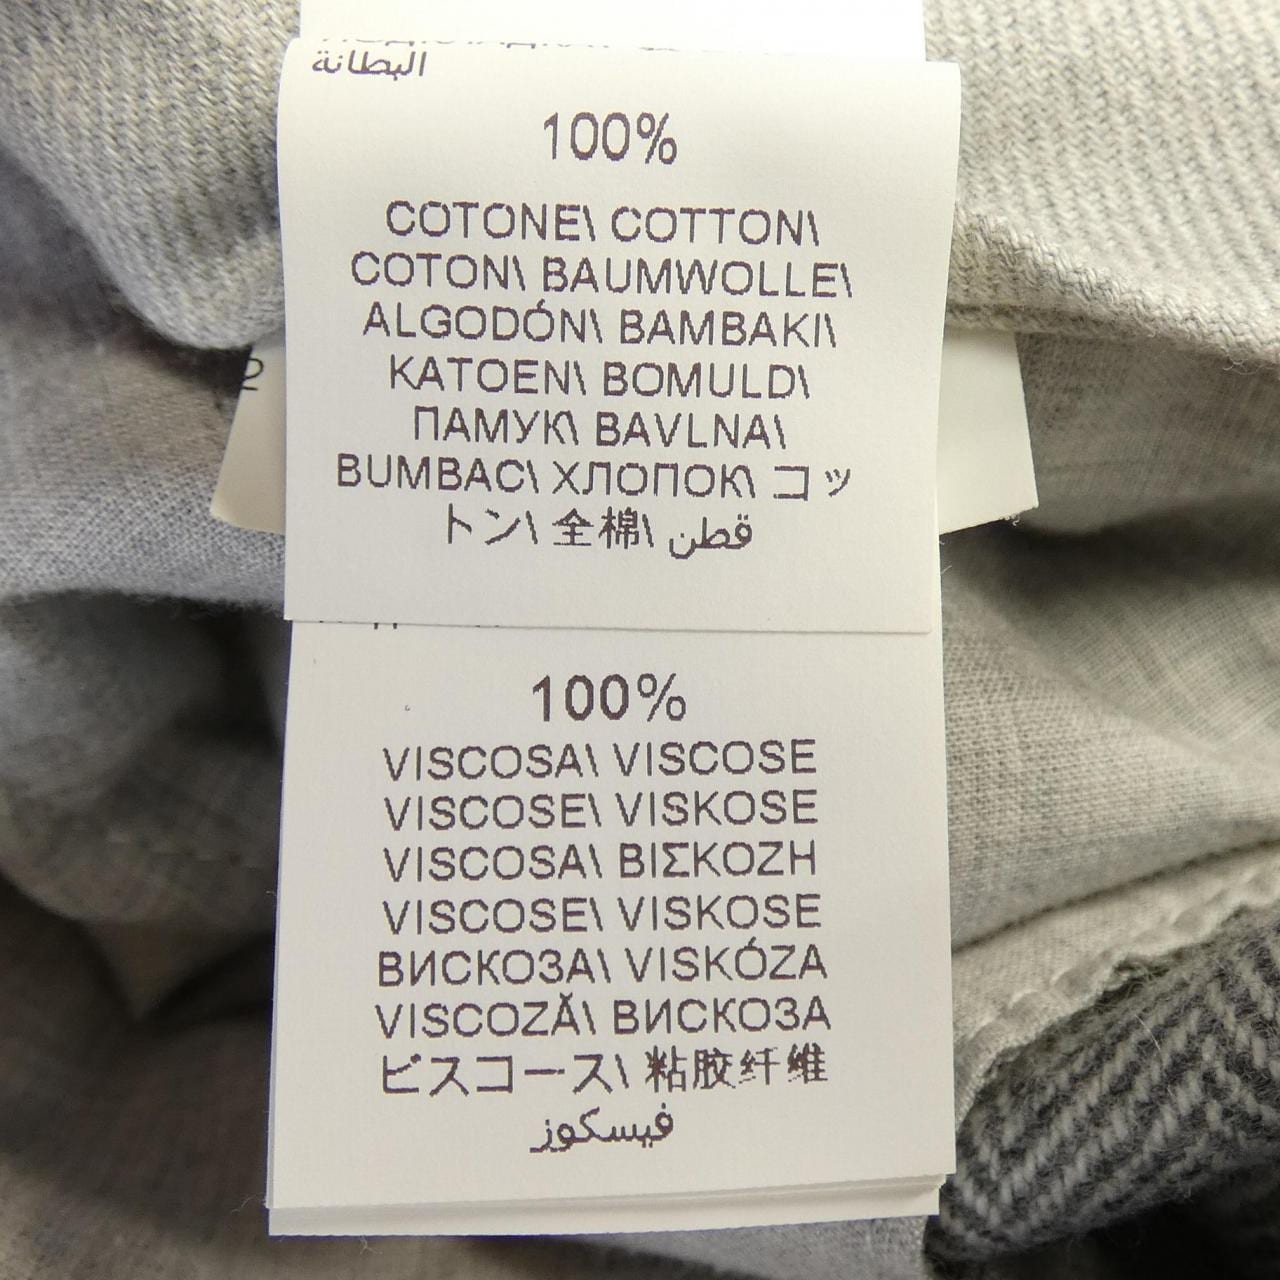 البطانة
100%
COTONE\ COTTON\
COTON\ BAUMWOLLE\
ALGODÓN\ BAMBAKI\
KATOEN\ BOMULD\
ПАМУК\ BAVLNA\
BUMBAC\ ХЛОПОК\ コッ
トン\ 全棉\ قطن
100%
VISCOSA\ VISCOSE
VISCOSE\ VISKOSE
VISCOSA\ ΒΙΣΚΟΖΗ
VISCOSE\ VISKOSE
ВИСКОЗА\ VISKÓZA
VISCOZĂ\ ВИСКОЗА
ビスコース\ 粘胶纤维
فيسكوز